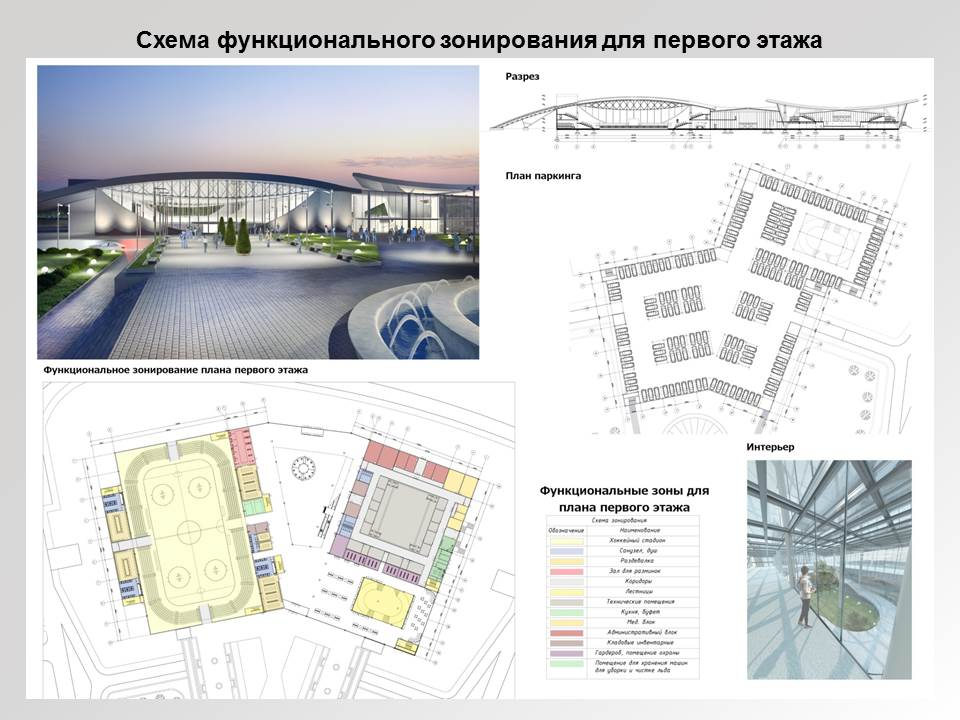 Схема функционального зонирования для первого этажа
Разрез
План паркинга
Функциональное зонирование плана первого этажа
Интерьер
Функциональные зоны для
плана первого этажа
Схема зонирования
Обозначение Наименование
Хоккейный стадион
Санузел, душ
Раздевалка
Зал для разминок
Коридоры
Лестницы
Технические помещения
Кухня, буфет
Мед. блок
Административный блок
Кладовые инвентарные
Гардероб, помещение охраны
Помещение для хранения машин
для уборки и чистке льда